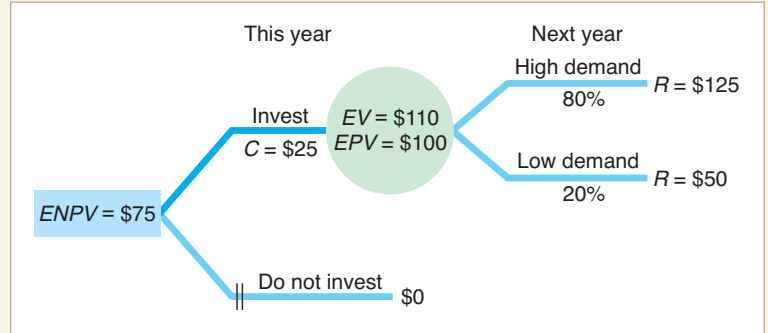 This year
Next year
High demand
80%
R = $125
Invest
C = $25
EV = $110
EPV = $100
Low demand
20%
R = $50
ENPV = $75
Do not invest
$0